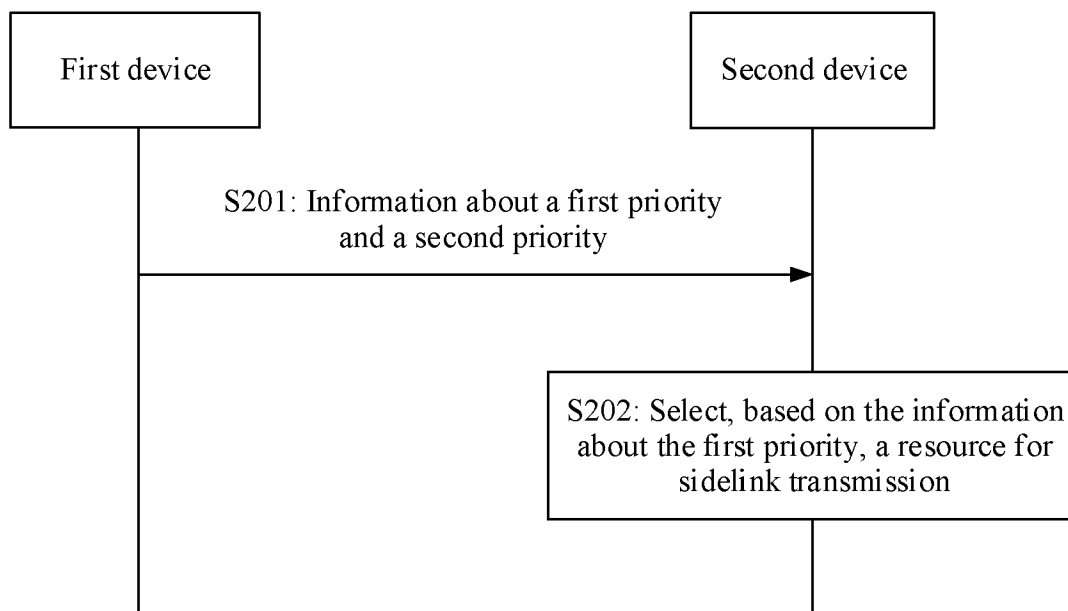 First device
Second device
S201: Information about a first priority
and a second priority
S202: Select, based on the information
about the first priority, a resource for
sidelink transmission